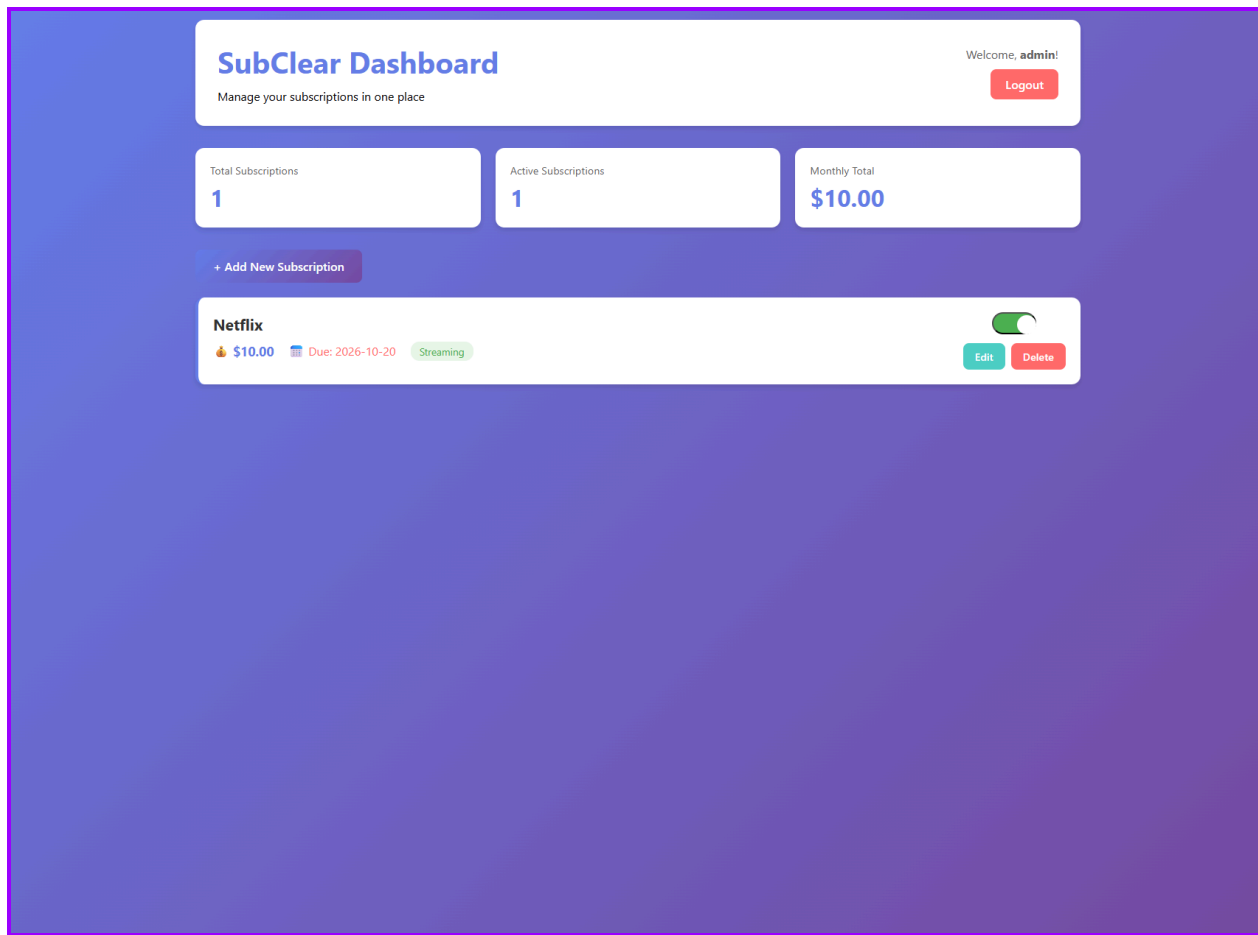 SubClear Dashboard
Manage your subscriptions in one place
Welcome, admin!
Logout
Total Subscriptions
1
Active Subscriptions
1
Monthly Total
$10.00
+ Add New Subscription
Netflix
$10.00 Due: 2026-10-20 Streaming
Edit Delete